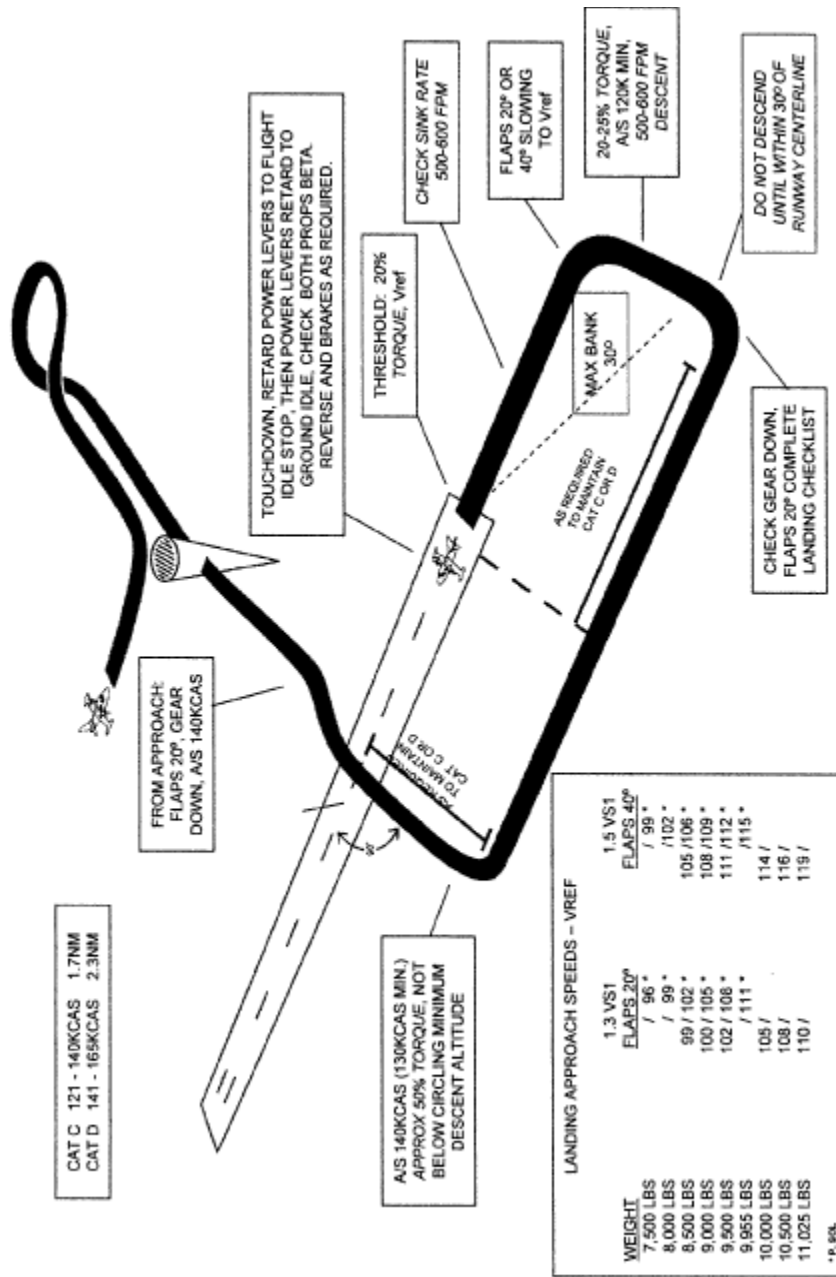 CAT C 121 - 140KCAS 1.7NM
CAT D 141 - 165KCAS 2.3NM
FROM APPROACH:
FLAPS 20º, GEAR
DOWN, A/S 140KCAS
TOUCHDOWN, RETARD POWER LEVERS TO FLIGHT
IDLE STOP, THEN POWER LEVERS RETARD TO
GROUND IDLE, CHECK BOTH PROPS BETA.
REVERSE AND BRAKES AS REQUIRED.
THRESHOLD: 20%
TORQUE, Vref
CHECK SINK RATE
500-600 FPM
FLAPS 20º OR
40º SLOWING
TO Vref
20-25% TORQUE,
A/S 120K MIN,
500-600 FPM
DESCENT
DO NOT DESCEND
UNTIL WITHIN 30º OF
RUNWAY CENTERLINE
MAX BANK
30º
AS REQUIRED
TO MAINTAIN
CAT C OR D
AS REQUIRED
TO MAINTAIN
CAT C OR D
CHECK GEAR DOWN,
FLAPS 20º COMPLETE
LANDING CHECKLIST
A/S 140KCAS (130KCAS MIN.)
APPROX 50% TORQUE, NOT
BELOW CIRCLING MINIMUM
DESCENT ALTITUDE
LANDING APPROACH SPEEDS – VREF
1.3 VS1 1.5 VS1
WEIGHT FLAPS 20º FLAPS 40º
7,500 LBS / 96 * / 99 *
8,000 LBS / 99 * /102 *
8,500 LBS 99 / 102 * 105 /106 *
9,000 LBS 100 / 105 * 108 /109 *
9,500 LBS 102 / 108 * 111 /112 *
9,955 LBS / 111 * /115 *
10,000 LBS 105 / 114 /
10,500 LBS 108 / 116 /
11,025 LBS 110 / 119 /